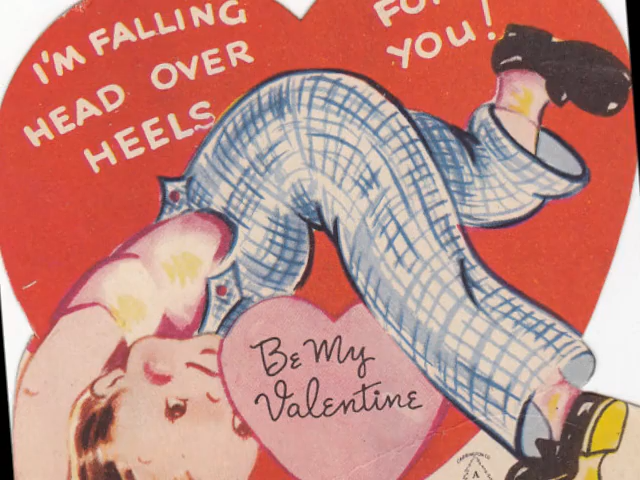 I'M FALLING
HEAD OVER
HEELS
FOR
YOU!
Be My
Valentine